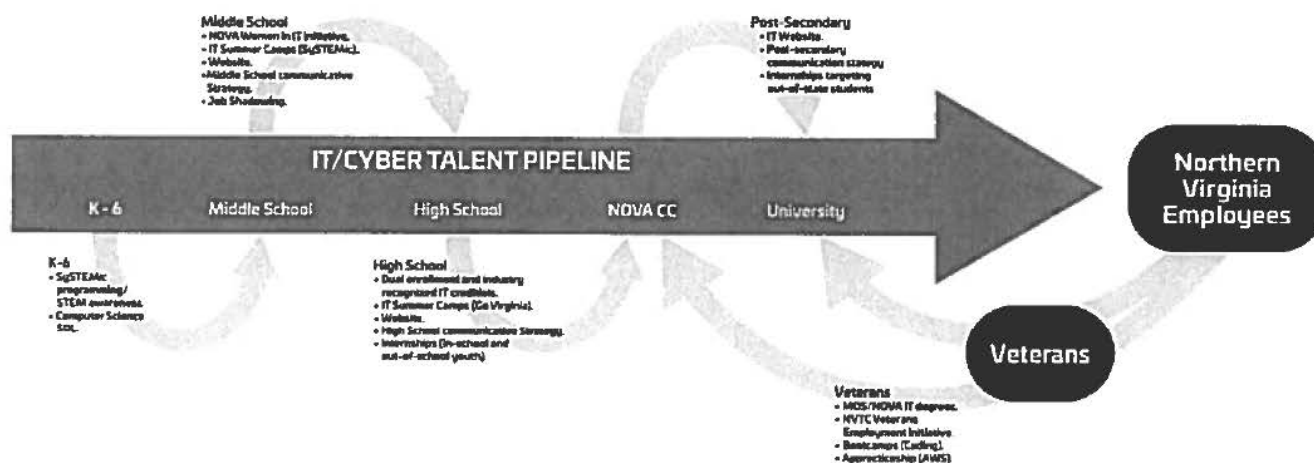 Middle School
• NOVA Women in IT Initiative.
• IT Summer Camps (SySTEMic).
• Website.
• Middle School communicative
Strategy.
• Job Shadowing.
Post-Secondary
• IT Website.
• Post-secondary
communication stategy
• Internships targeting
out-of-state students
IT/CYBER TALENT PIPELINE
K - 6
Middle School
High School
NOVA CC
University
Northern
Virginia
Employees
K-6
• SySTEMic
programming/
STEM awareness
• Computer Science
SOL.
High School
• Dual enrollment and industry
recognized IT credits.
• IT Summer Camps (Go Virginia).
• Website.
• High School communicative Strategy.
• Internships (in-school and
out-of-school youth)
Veterans
Veterans
• MOS/NOVA IT degrees.
• NVTC Veterans
Employment Initiative
• Bootcamps (Coding).
• Apprenticeship (AWS)